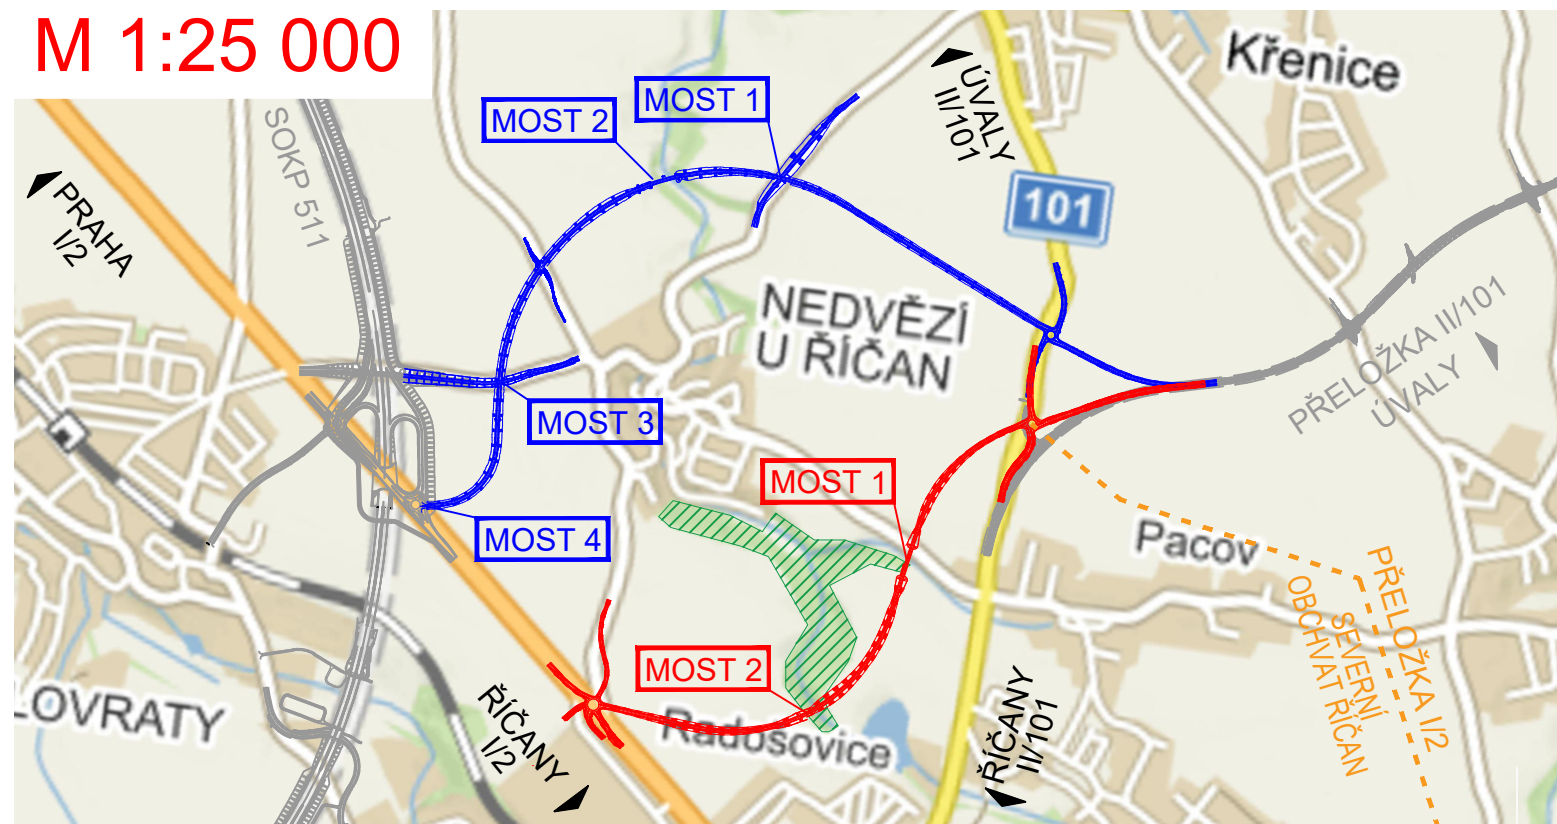 M 1:25 000
SOKP 511
PRAHA
I/2
MOST 2
MOST 1
ÚVALY
II/101
Křenice
101
NEDVĚZÍ
U ŘÍČAN
PŘELOŽKA II/101
ÚVALY
MOST 3
MOST 4
MOST 1
Pacov
MOST 2
PŘELOŽKA I/2
SEVERNÍ
OBCHVAT ŘÍČAN
LOVRATY
ŘÍČANY
I/2
Radosovice
ŘÍČANY
II/101